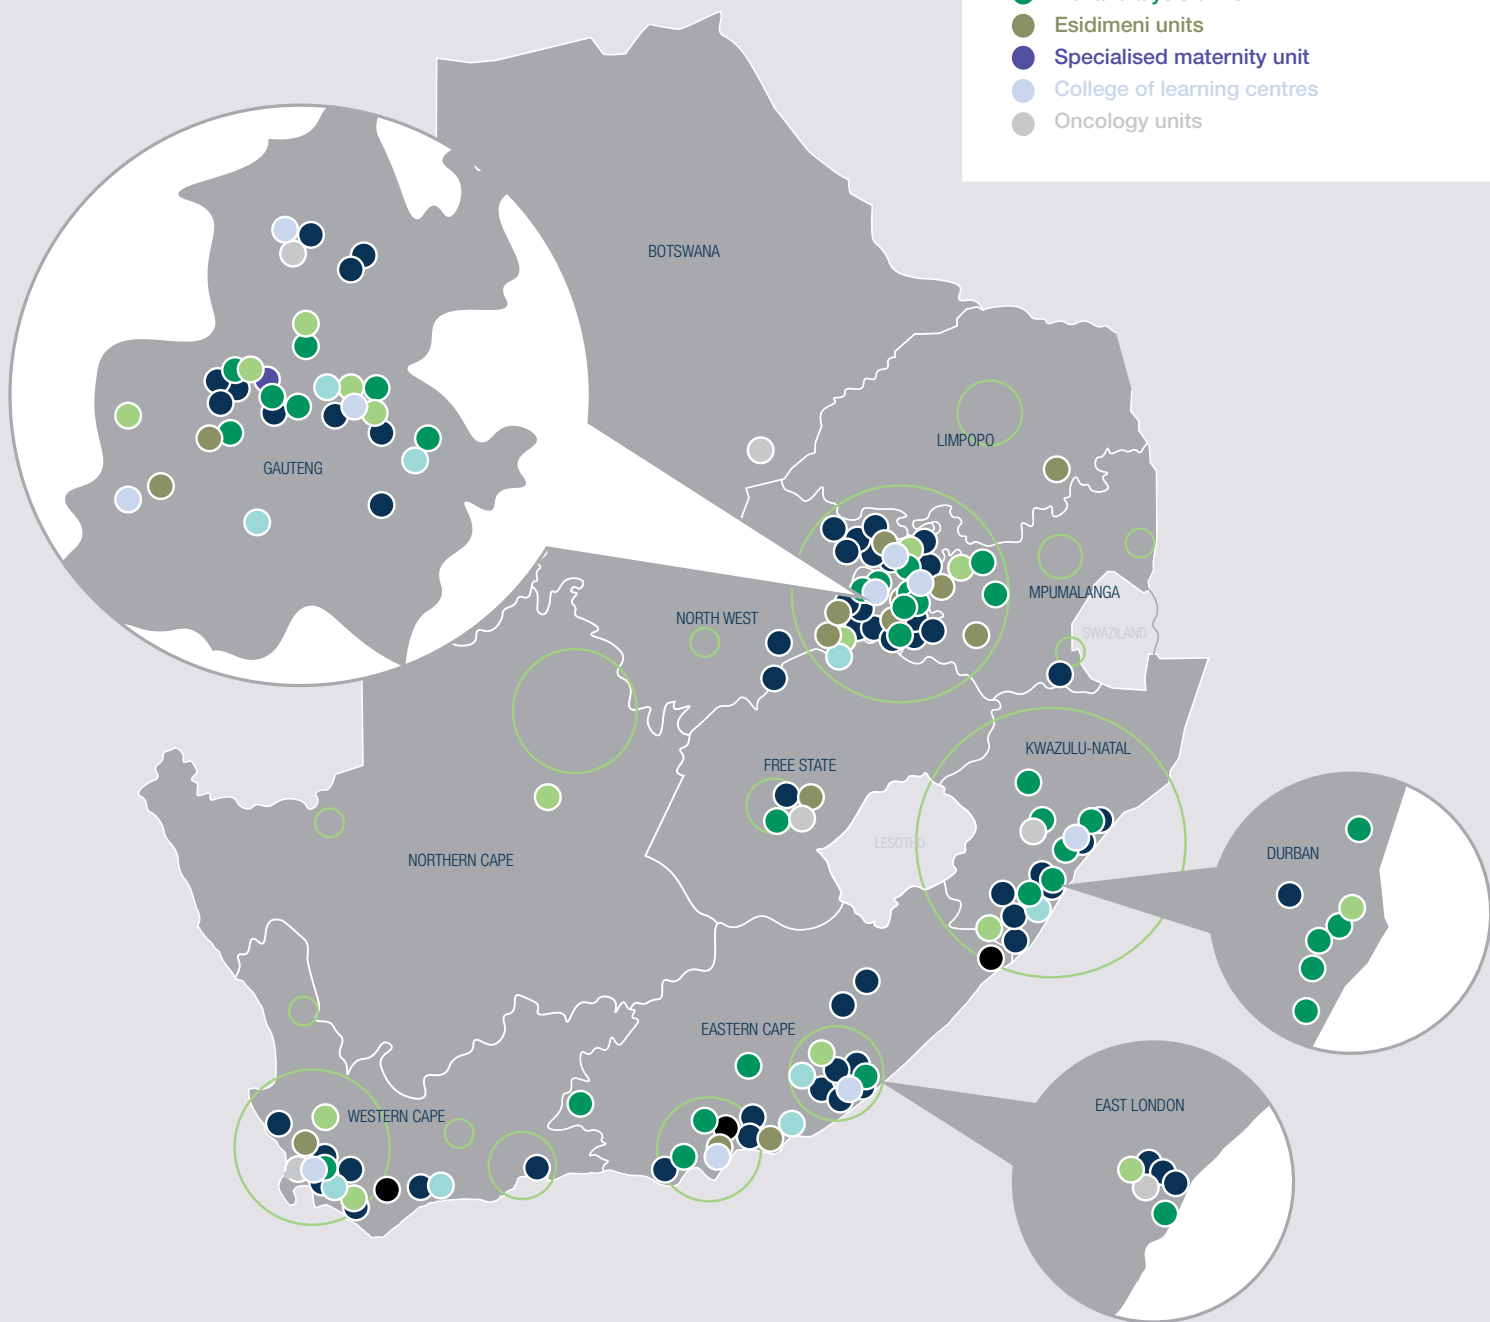 Esidimeni units
Specialised maternity unit
College of learning centres
Oncology units
BOTSWANA
LIMPOPO
GAUTENG
MPUMALANGA
NORTH WEST
SWAZILAND
KWAZULU-NATAL
FREE STATE
LESOTHO
DURBAN
NORTHERN CAPE
EASTERN CAPE
EAST LONDON
WESTERN CAPE